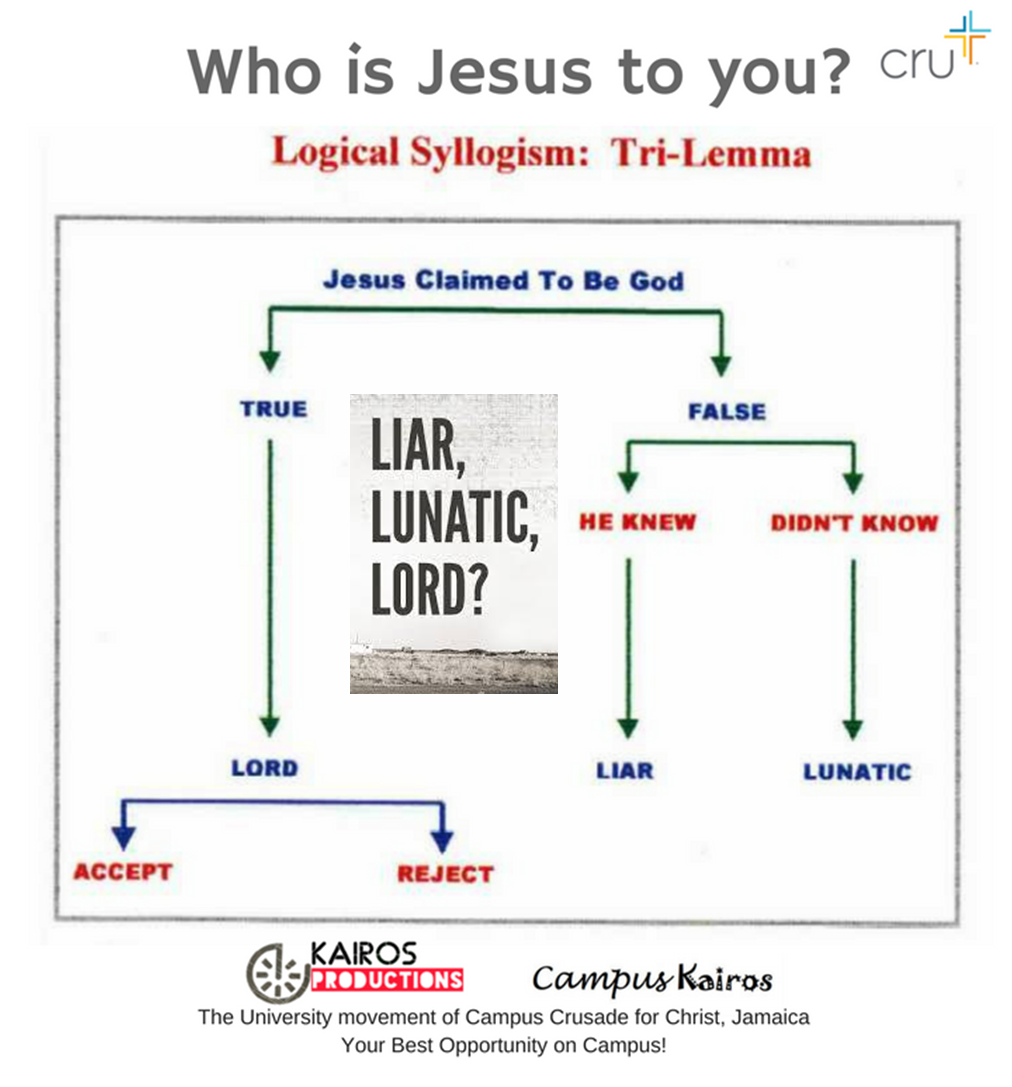 Who is Jesus to you?
cru
Logical Syllogism: Tri-Lemma
Jesus Claimed To Be God
TRUE
FALSE
LIAR,
LUNATIC,
LORD?
HE KNEW
DIDN'T KNOW
LORD
LIAR
LUNATIC
ACCEPT
REJECT
KAIROS
PRODUCTIONS
Campus Kairos
The University movement of Campus Crusade for Christ, Jamaica
Your Best Opportunity on Campus!